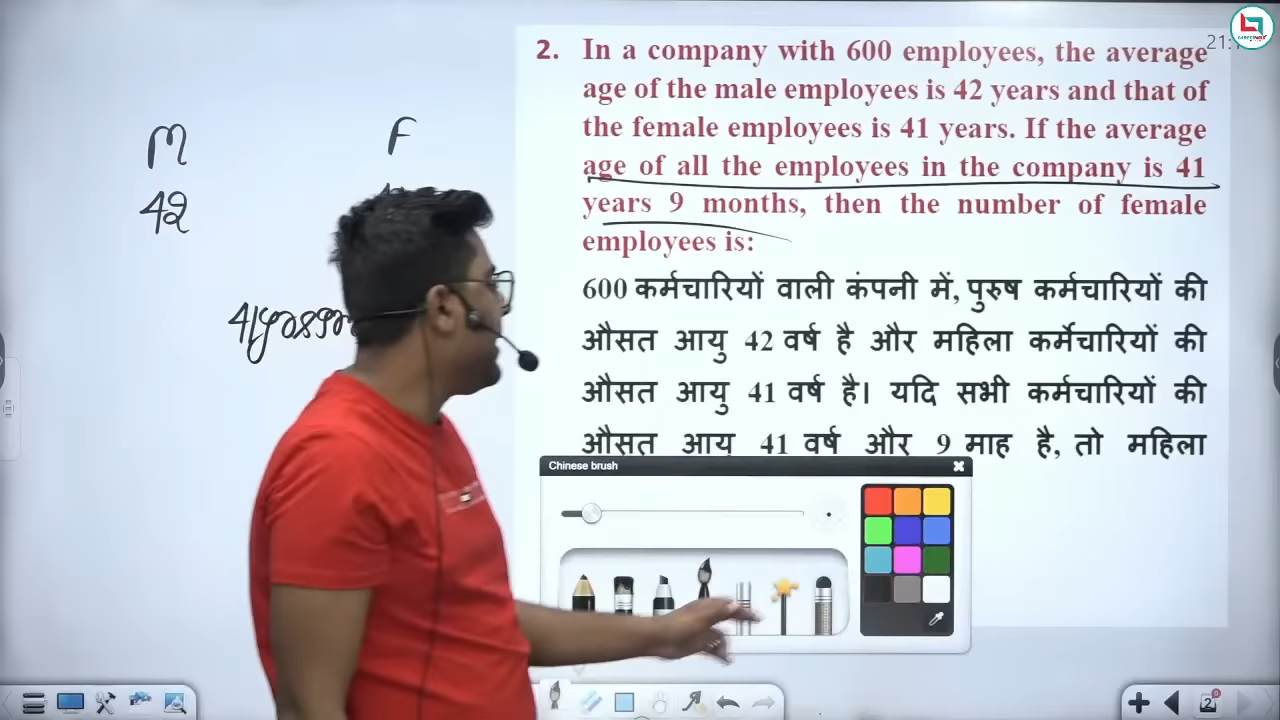 2. In a company with 600 employees, the average
age of the male employees is 42 years and that of
the female employees is 41 years. If the average
age of all the employees in the company is 41
years 9 months, then the number of female
employees is:
600 कर्मचारियों वाली कंपनी में, पुरुष कर्मचारियों की
औसत आयु 42 वर्ष है और महिला कर्मचारियों की
औसत आयु 41 वर्ष है। यदि सभी कर्मचारियों की
औसत आयु 41 वर्ष और 9 माह है, तो महिला
M F
42
Chinese brush
2